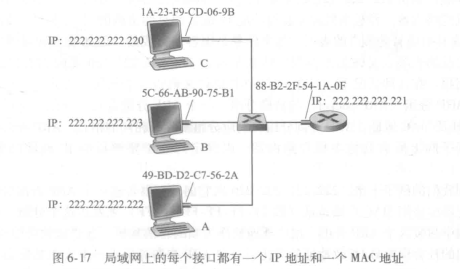 1A-23-F9-CD-06-9B
IP: 222.222.222.220
C
5C-66-AB-90-75-B1
IP: 222.222.222.223
B
88-B2-2F-54-1A-0F
IP: 222.222.222.221
49-BD-D2-C7-56-2A
IP: 222.222.222.222
A
图 6-17 局域网上的每个接口都有一个 IP 地址和一个 MAC 地址